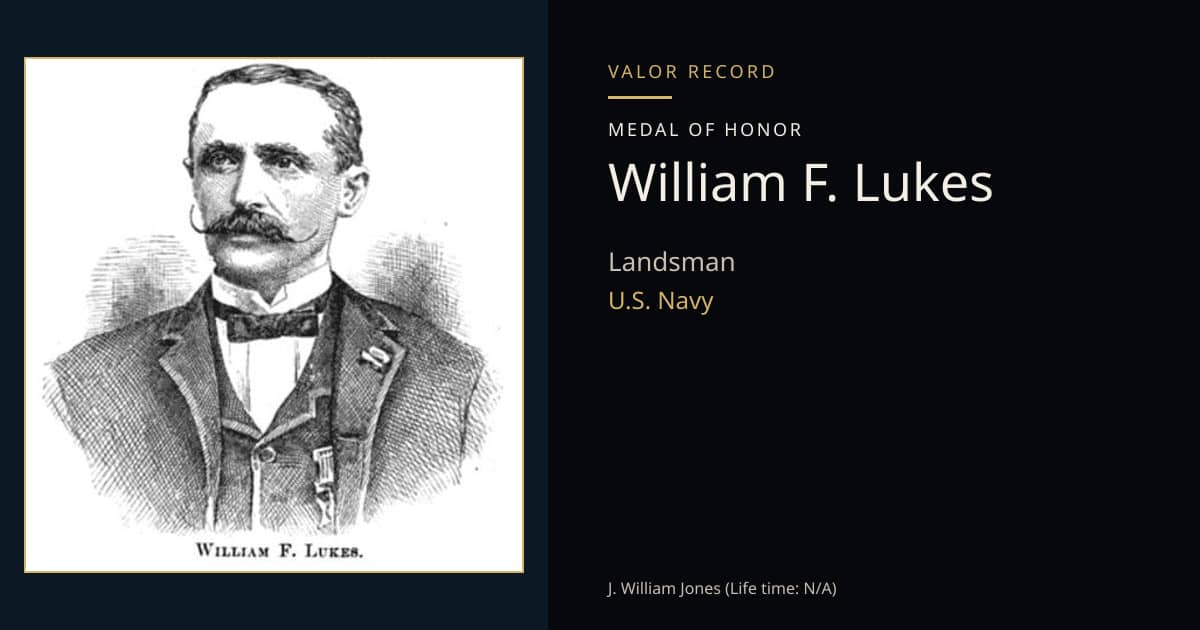 William F. Lukes.
VALOR RECORD
MEDAL OF HONOR
William F. Lukes
Landsman
U.S. Navy
J. William Jones (Life time: N/A)